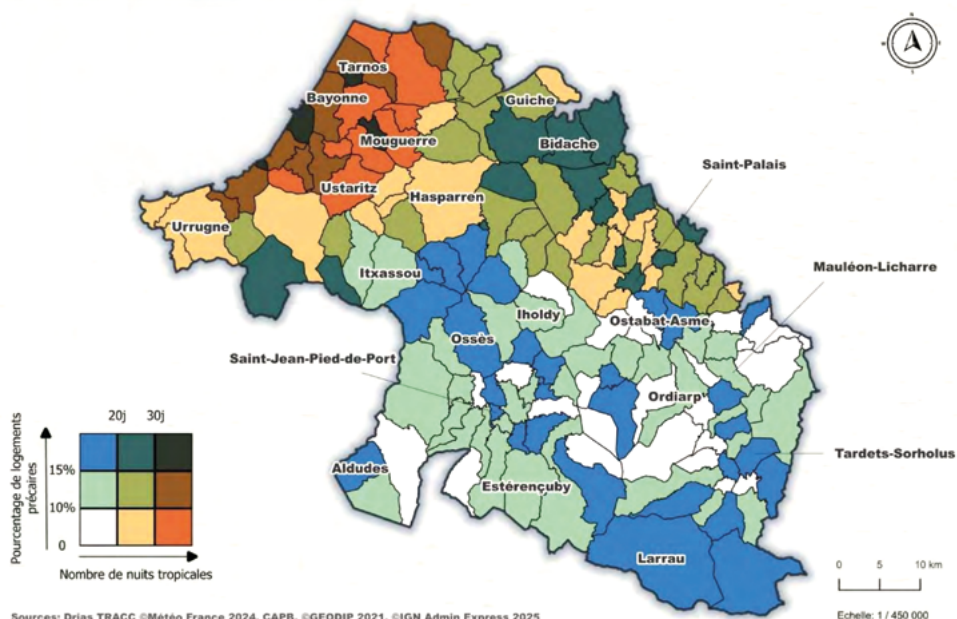 Tarnos
Bayonne
Guiche
Mouguerre
Bidache
Saint-Palais
Ustaritz
Hasparren
Urrugne
Mauléon-Licharre
Itxassou
Iholdy
Ostabat-Asme
Ossès
Saint-Jean-Pied-de-Port
Ordiarp
Tardets-Sorholus
Aldudes
Estérençuby
Larrau
Pourcentage de logements
précaires
20j 30j
15%
10%
0
Nombre de nuits tropicales
0 5 10 km
Sources: Drias TRACC ©Météo France 2024, CAPB, ©GEODIP 2021, ©IGN Admin Express 2025
Echelle: 1 / 450 000